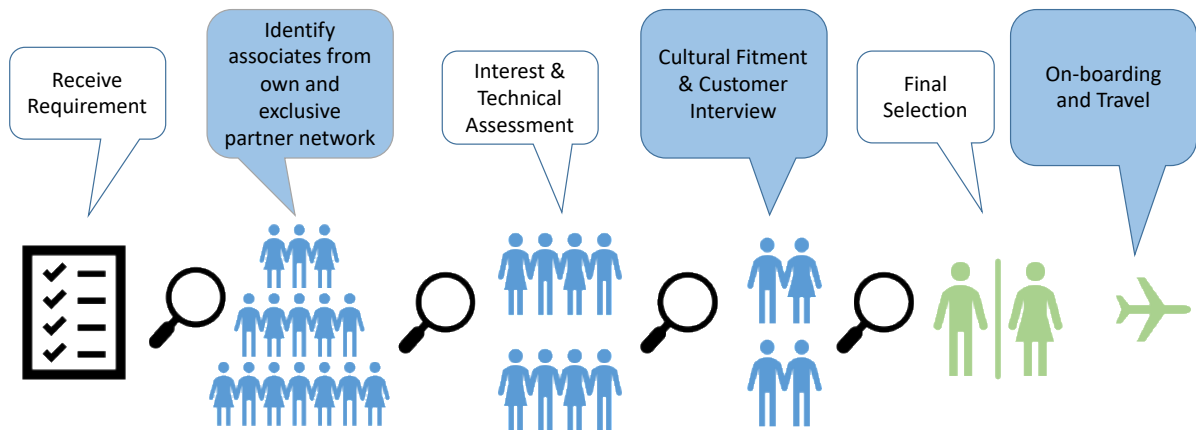 Receive
Requirement
Identify
associates from
own and
exclusive
partner network
Interest &
Technical
Assessment
Cultural Fitment
& Customer
Interview
Final
Selection
On-boarding
and Travel